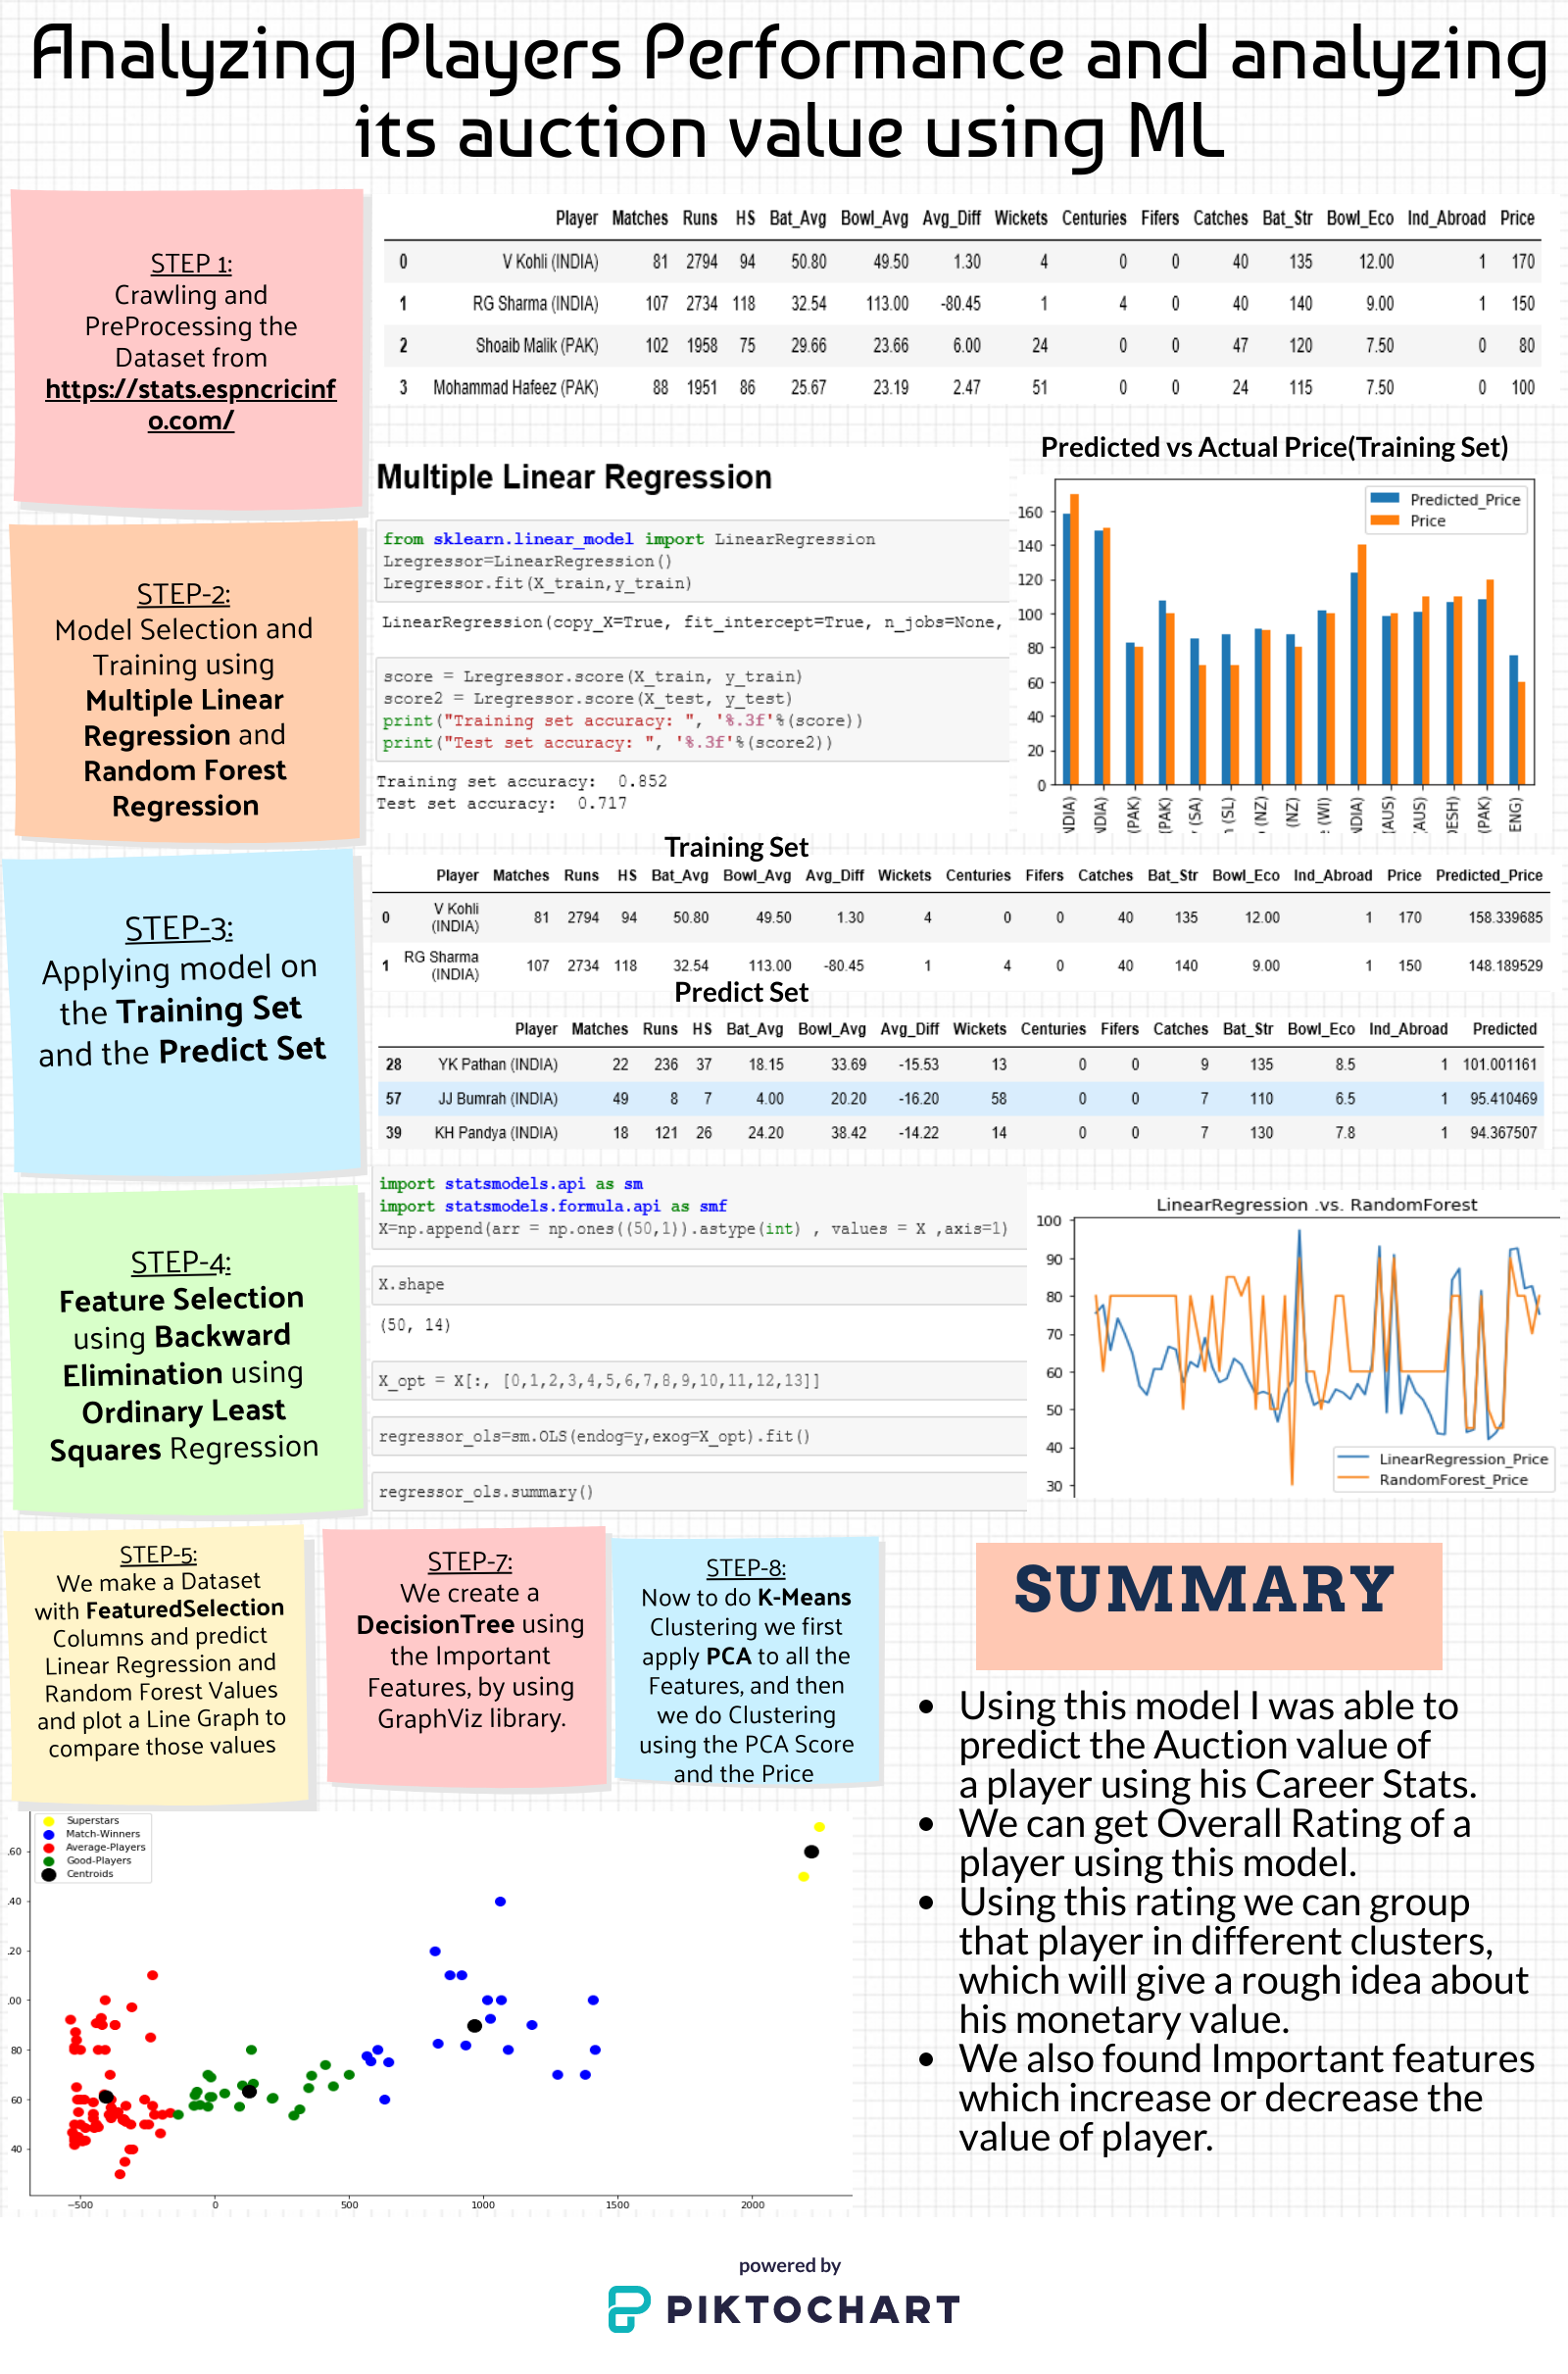 Analyzing Players Performance and analyzing
its auction value using ML
STEP 1:
Crawling and
PreProcessing the
Dataset from
https://stats.espncricinf
o.com/
Player Matches Runs HS Bat_Avg Bowl_Avg Avg_Diff Wickets Centuries Fifers Catches Bat_Str Bowl_Eco Ind_Abroad Price
0 V Kohli (INDIA) 81 2794 94 50.80 49.50 1.30 4 0 0 40 135 12.00 1 170
1 RG Sharma (INDIA) 107 2734 118 32.54 113.00 -80.45 1 4 0 40 140 9.00 1 150
2 Shoaib Malik (PAK) 102 1958 75 29.66 23.66 6.00 24 0 0 47 120 7.50 0 80
3 Mohammad Hafeez (PAK) 88 1951 86 25.67 23.19 2.47 51 0 0 24 115 7.50 0 100
STEP-2:
Model Selection and
Training using
Multiple Linear
Regression and
Random Forest
Regression
Multiple Linear Regression
from sklearn.linear_model import LinearRegression
Lregressor=LinearRegression()
Lregressor.fit(X_train,y_train)
LinearRegression(copy_X=True, fit_intercept=True, n_jobs=None,
score = Lregressor.score(X_train, y_train)
score2 = Lregressor.score(X_test, y_test)
print("Training set accuracy: ", '%.3f'%(score))
print("Test set accuracy: ", '%.3f'%(score2))
Training set accuracy:  0.852
Test set accuracy:  0.717
Predicted vs Actual Price(Training Set)
Predicted_Price
Price
160
140
120
100
80
60
40
20
0
NDIA)
NDIA)
(PAK)
(PAK)
(SA)
(SL)
(NZ)
(NZ)
(WI)
NDIA)
(AUS)
AUS)
DESH)
(PAK)
ENG)
STEP-3:
Applying model on
the Training Set
and the Predict Set
Training Set
Player Matches Runs HS Bat_Avg Bowl_Avg Avg_Diff Wickets Centuries Fifers Catches Bat_Str Bowl_Eco Ind_Abroad Price Predicted_Price
0 V Kohli (INDIA) 81 2794 94 50.80 49.50 1.30 4 0 0 40 135 12.00 1 170 158.339685
1 RG Sharma (INDIA) 107 2734 118 32.54 113.00 -80.45 1 4 0 40 140 9.00 1 150 148.189529
Predict Set
Player Matches Runs HS Bat_Avg Bowl_Avg Avg_Diff Wickets Centuries Fifers Catches Bat_Str Bowl_Eco Ind_Abroad Predicted
28 YK Pathan (INDIA) 22 236 37 18.15 33.69 -15.53 13 0 0 9 135 8.5 1 101.001161
57 JJ Bumrah (INDIA) 49 8 7 4.00 20.20 -16.20 58 0 0 7 110 6.5 1 95.410469
39 KH Pandya (INDIA) 18 121 26 24.20 38.42 -14.22 14 0 0 7 130 7.8 1 94.367507
STEP-4:
Feature Selection
using Backward
Elimination using
Ordinary Least
Squares Regression
import statsmodels.api as sm
import statsmodels.formula.api as smf
X=np.append(arr = np.ones((50,1)).astype(int) , values = X ,axis=1)
X.shape
(50, 14)
X_opt = X[:, [0,1,2,3,4,5,6,7,8,9,10,11,12,13]]
regressor_ols=sm.OLS(endog=y,exog=X_opt).fit()
regressor_ols.summary()
LinearRegression .vs. RandomForest
100
90
80
70
60
50
40
30
LinearRegression_Price
RandomForest_Price
STEP-5:
We make a Dataset
with FeaturedSelection
Columns and predict
Linear Regression and
Random Forest Values
and plot a Line Graph to
compare those values
STEP-7:
We create a
DecisionTree using
the Important
Features, by using
GraphViz library.
STEP-8:
Now to do K-Means
Clustering we first
apply PCA to all the
Features, and then
we do Clustering
using the PCA Score
and the Price
SUMMARY
• Using this model I was able to
predict the Auction value of
a player using his Career Stats.
• We can get Overall Rating of a
player using this model.
• Using this rating we can group
that player in different clusters,
which will give a rough idea about
his monetary value.
• We also found Important features
which increase or decrease the
value of player.
Superstars
Match-Winners
Average-Players
Good-Players
Centroids
60
40
20
00
80
60
40
−500 0 500 1000 1500 2000
powered by
PIKTOCHART